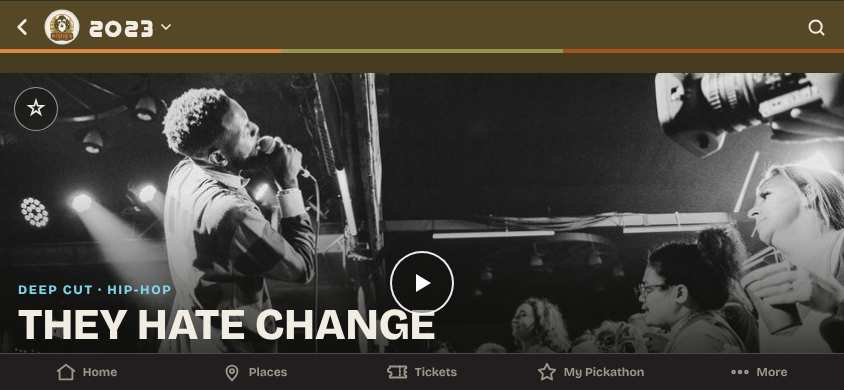 2023
DEEP CUT · HIP-HOP
THEY HATE CHANGE
Home
Places
Tickets
My Pickathon
More